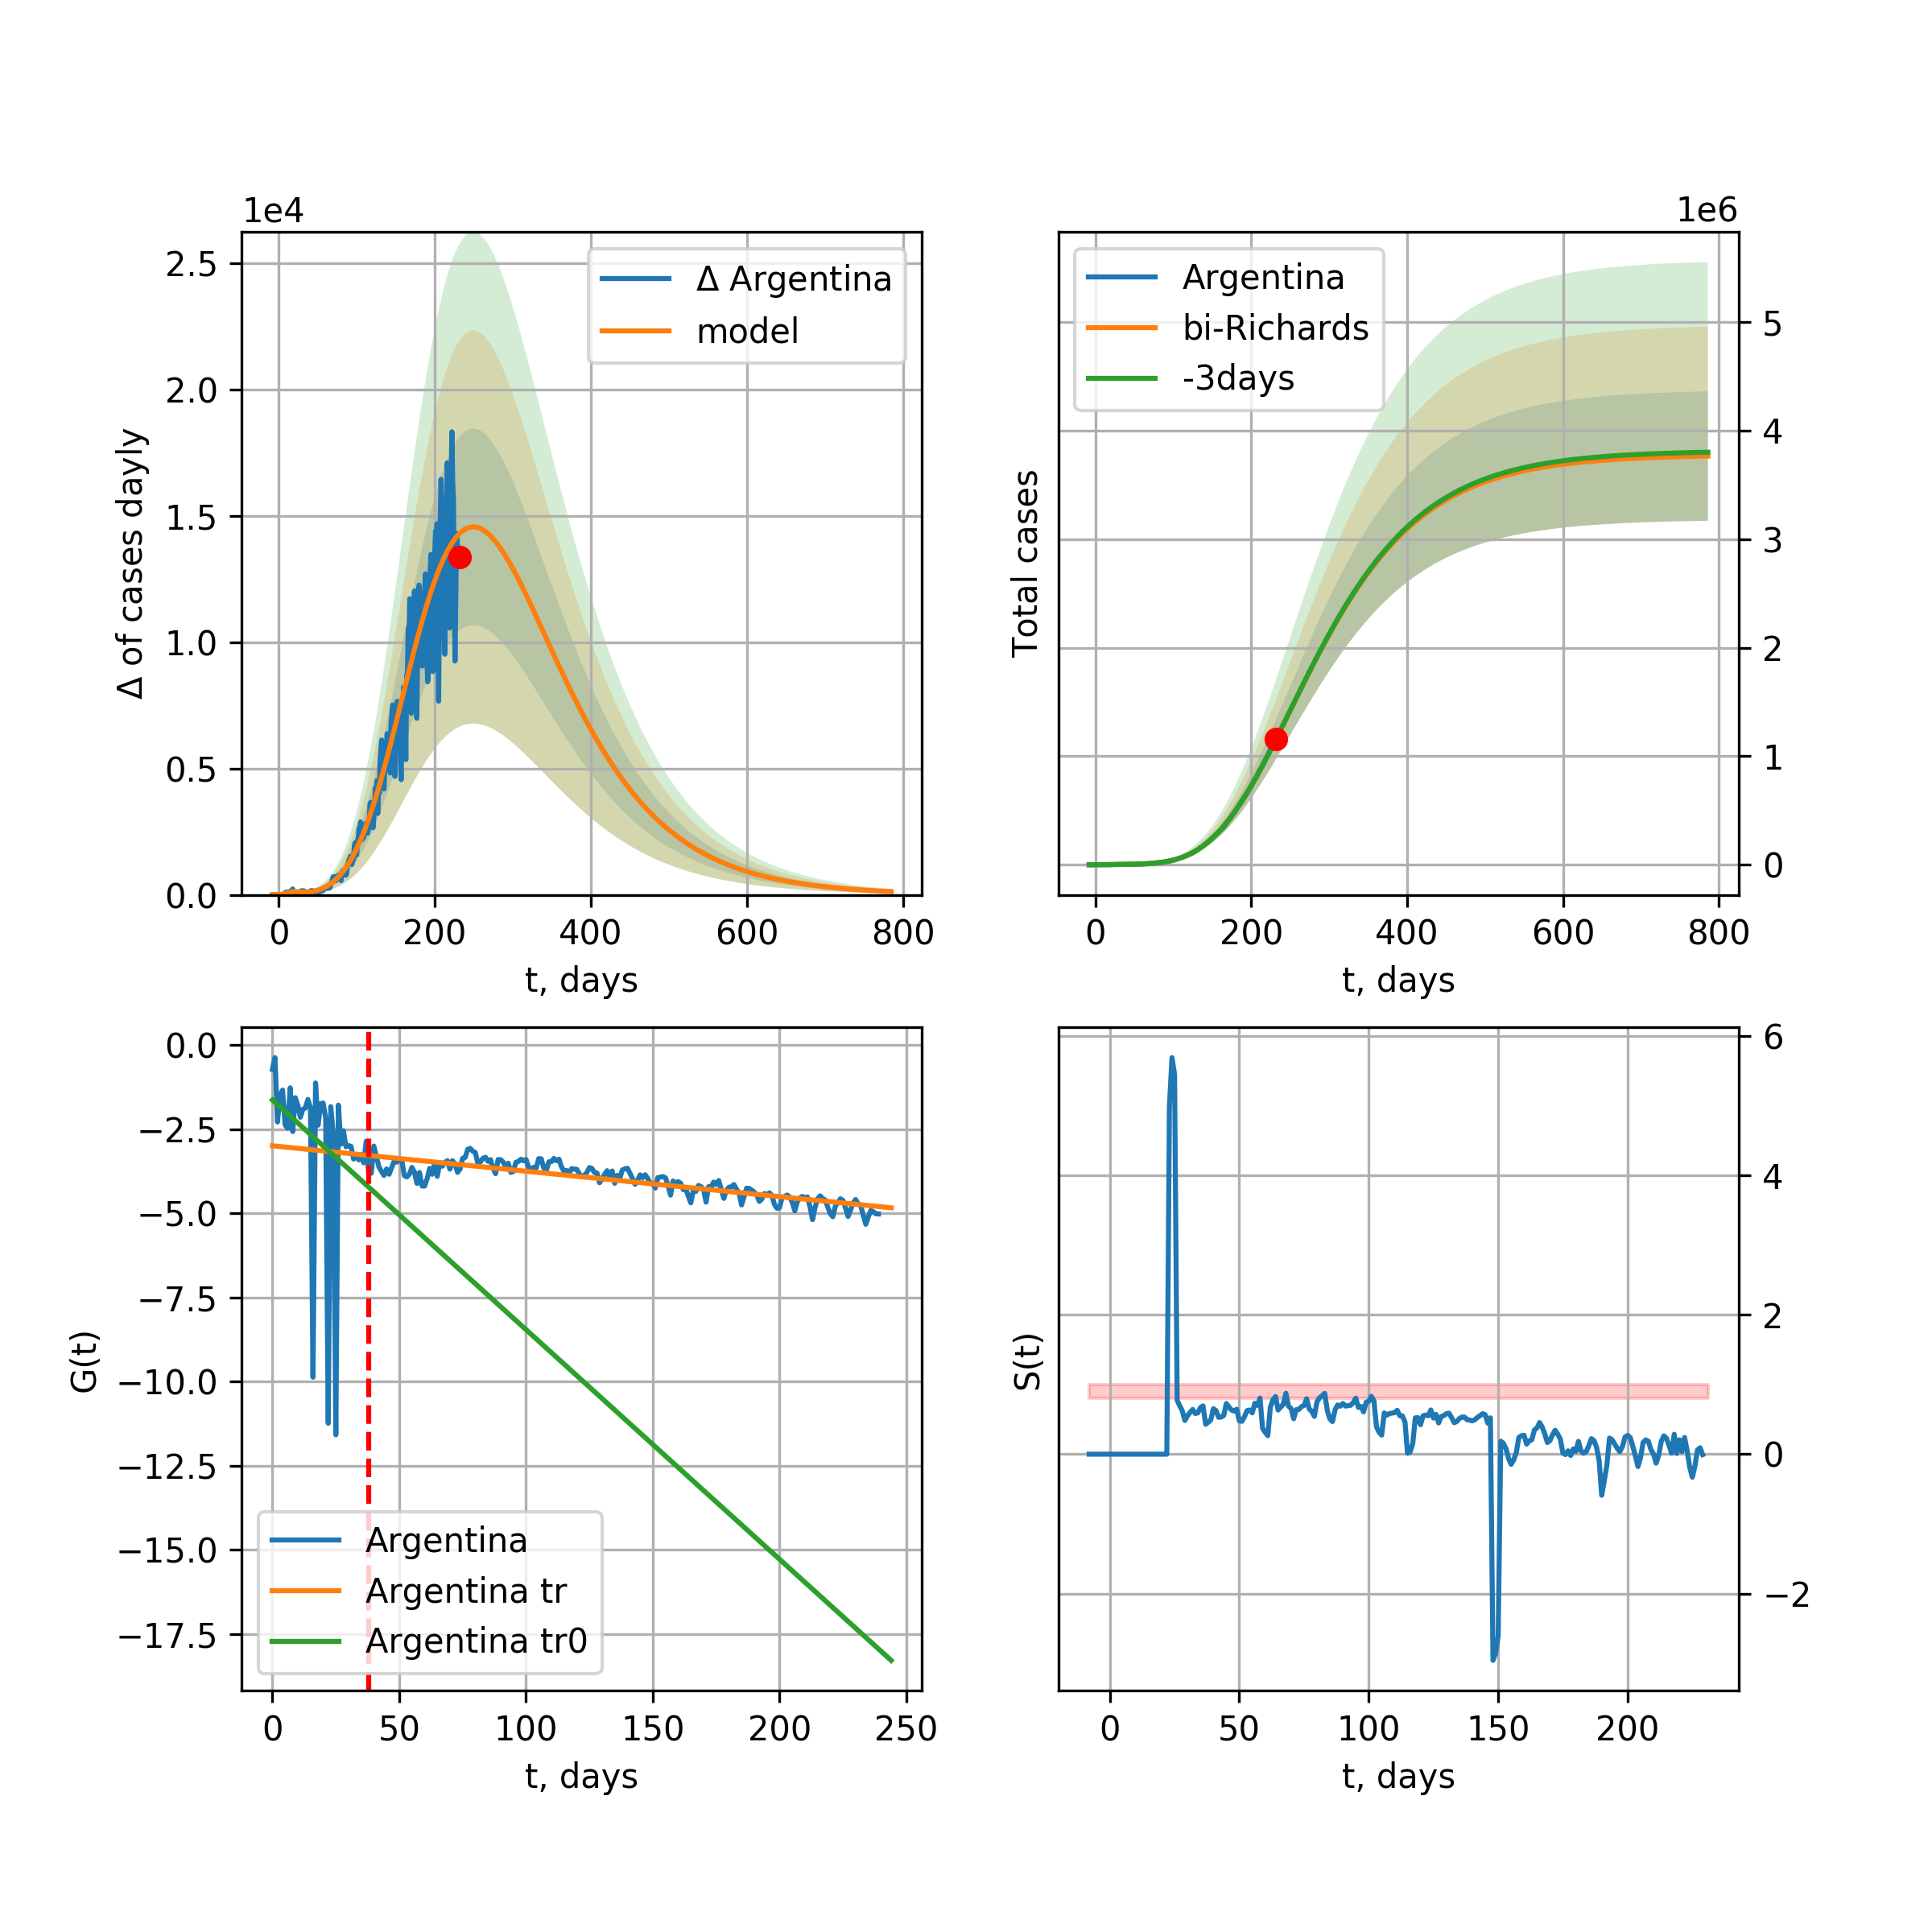 1e4
2.5
2.0
1.5
1.0
0.5
0.0
Δ of cases dayly
Δ Argentina
model
0 200 400 600 800
t, days
1e6
Total cases
Argentina
bi-Richards
-3days
5
4
3
2
1
0
0 200 400 600 800
t, days
0.0
−2.5
−5.0
−7.5
−10.0
−12.5
−15.0
−17.5
G(t)
Argentina
Argentina tr
Argentina tr0
0 50 100 150 200 250
t, days
S(t)
6
4
2
0
−2
0 50 100 150 200
t, days